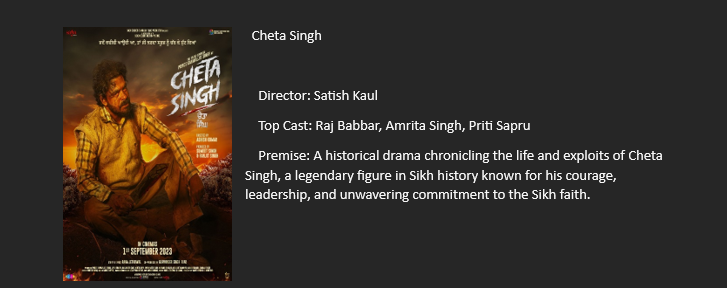 Cheta Singh
CHETA
SINGH
IN CINEMAS
1ST SEPTEMBER 2023
Director: Satish Kaul
Top Cast: Raj Babbar, Amrita Singh, Priti Sapru
Premise: A historical drama chronicling the life and exploits of Cheta
Singh, a legendary figure in Sikh history known for his courage,
leadership, and unwavering commitment to the Sikh faith.